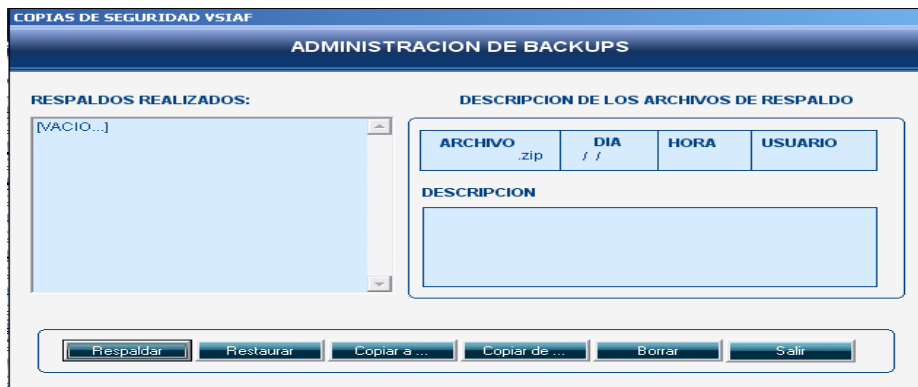 COPIAS DE SEGURIDAD VSIAF
ADMINISTRACION DE BACKUPS
RESPALDOS REALIZADOS:
[VACIO...]
DESCRIPCION DE LOS ARCHIVOS DE RESPALDO
ARCHIVO DIA HORA USUARIO
.zip / /
DESCRIPCION
Respaldar Restaurar Copiar a ... Copiar de ... Borrar Salir